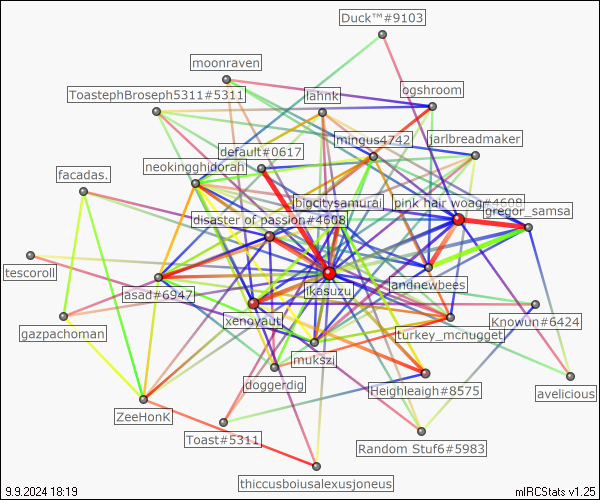 Duck™#9103
moonraven
ToastephBroseph5311#5311
lahnk
ogshroom
mingus4742
jarlbreadmaker
default#0617
neokingghidorah
facadas.
bigcitysamurai
pink hair woag#4608
gregor_samsa
disaster of passion#4608
tescoroll
asad#6947
ikasuzu
andnewbees
xenoyaut
gazpachoman
turkey_mcnugget
Knowun#6424
mukszi
doggerdig
Heighleaigh#8575
avelicious
ZeeHonK
Toast#5311
Random Stuf6#5983
thiccusboiusalexusjoneus
9.9.2024 18:19
mIRCStats v1.25